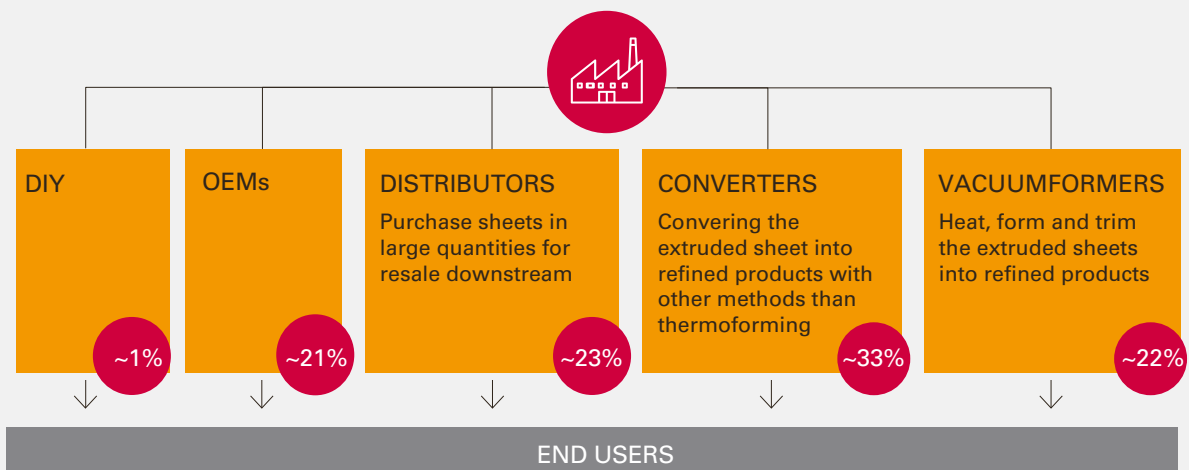 DIY
~1%
OEMs
~21%
DISTRIBUTORS
Purchase sheets in
large quantities for
resale downstream
~23%
CONVERTERS
Convering the
extruded sheet into
refined products with
other methods than
thermoforming
~33%
VACUUMFORMERS
Heat, form and trim
the extruded sheets
into refined products
~22%
END USERS